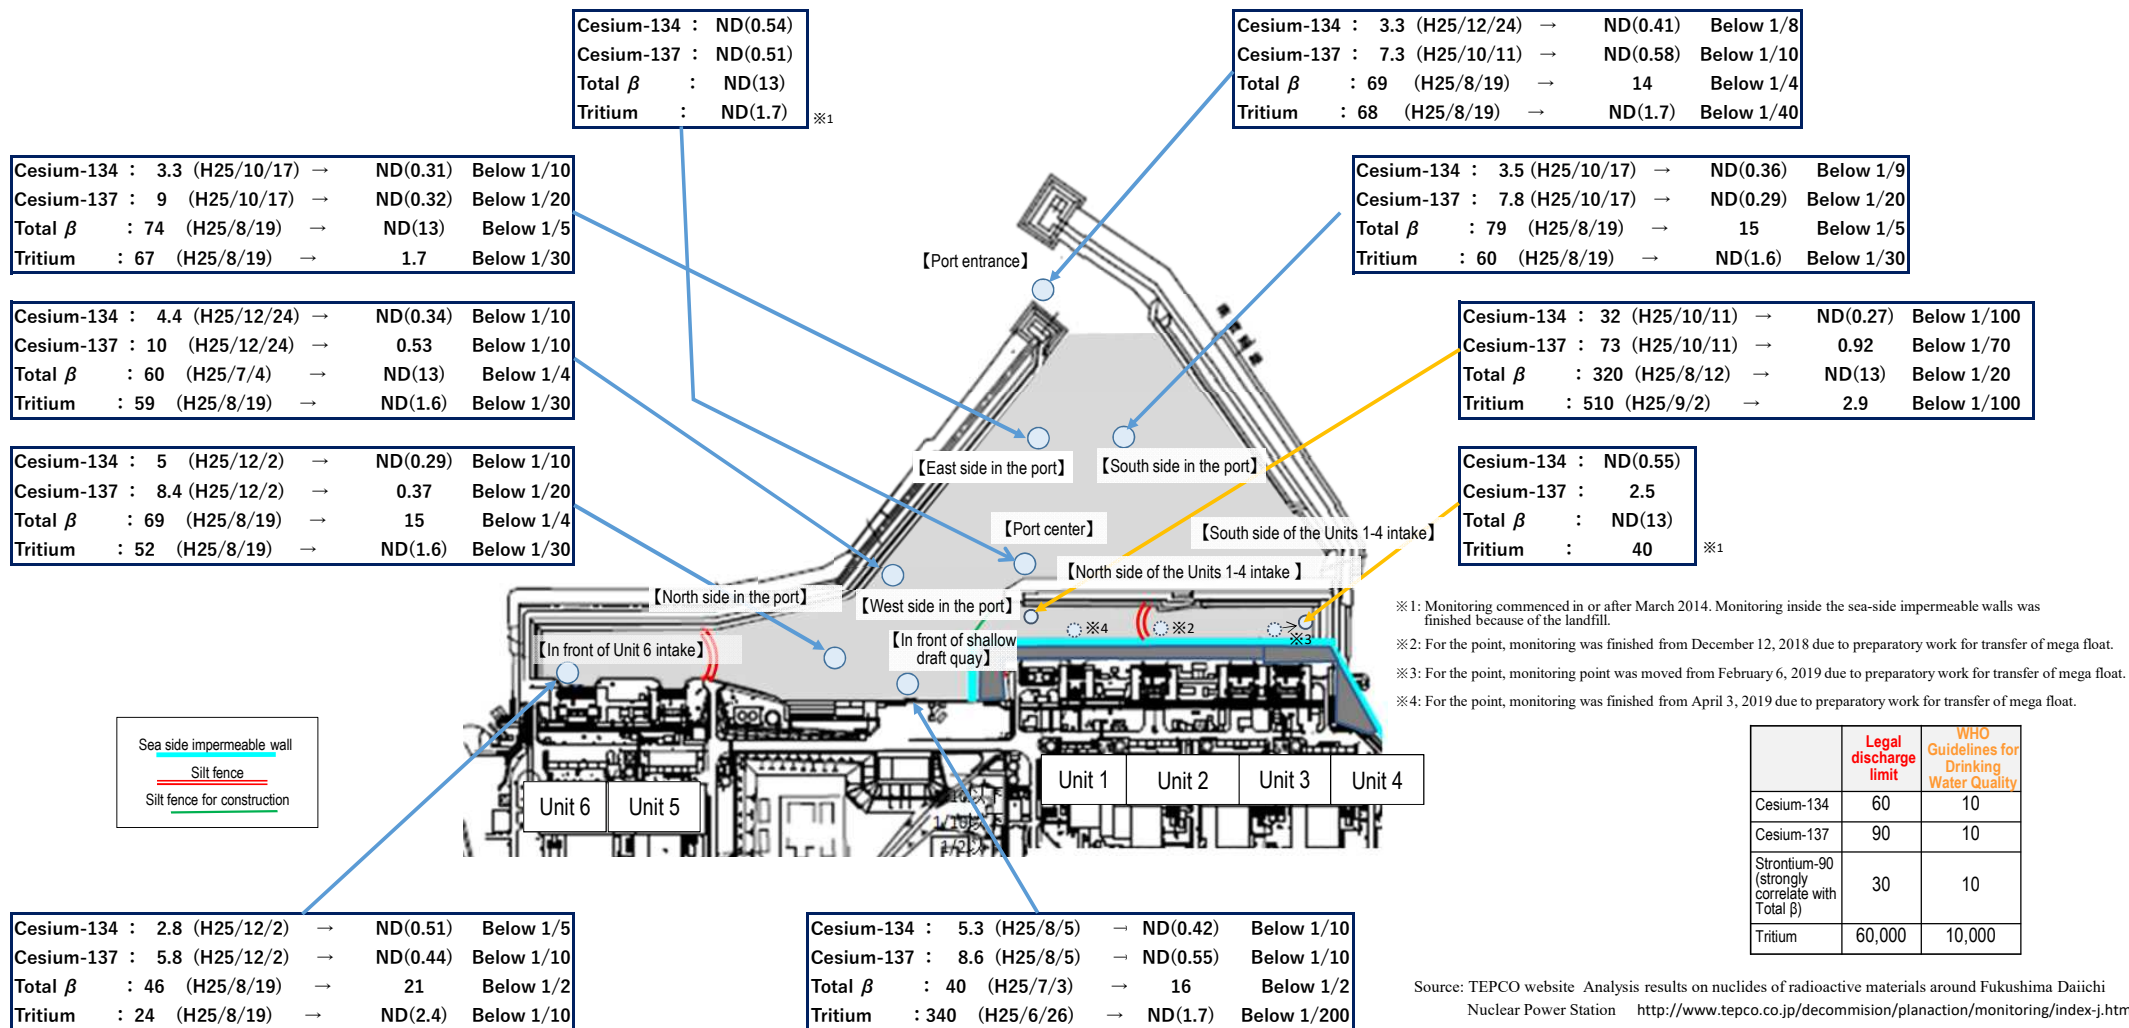 Cesium-134 : ND(0.54)
Cesium-137 : ND(0.51)
Total β : ND(13)
Tritium : ND(1.7) ※1
Cesium-134 : 3.3 (H25/12/24) → ND(0.41) Below 1/8
Cesium-137 : 7.3 (H25/10/11) → ND(0.58) Below 1/10
Total β : 69 (H25/8/19) → 14 Below 1/4
Tritium : 68 (H25/8/19) → ND(1.7) Below 1/40
Cesium-134 : 3.3 (H25/10/17) → ND(0.31) Below 1/10
Cesium-137 : 9 (H25/10/17) → ND(0.32) Below 1/20
Total β : 74 (H25/8/19) → ND(13) Below 1/5
Tritium : 67 (H25/8/19) → 1.7 Below 1/30
Cesium-134 : 3.5 (H25/10/17) → ND(0.36) Below 1/9
Cesium-137 : 7.8 (H25/10/17) → ND(0.29) Below 1/20
Total β : 79 (H25/8/19) → 15 Below 1/5
Tritium : 60 (H25/8/19) → ND(1.6) Below 1/30
Cesium-134 : 4.4 (H25/12/24) → ND(0.34) Below 1/10
Cesium-137 : 10 (H25/12/24) → 0.53 Below 1/10
Total β : 60 (H25/7/4) → ND(13) Below 1/4
Tritium : 59 (H25/8/19) → ND(1.6) Below 1/30
Cesium-134 : 32 (H25/10/11) → ND(0.27) Below 1/100
Cesium-137 : 73 (H25/10/11) → 0.92 Below 1/70
Total β : 320 (H25/8/12) → ND(13) Below 1/20
Tritium : 510 (H25/9/2) → 2.9 Below 1/100
Cesium-134 : 5 (H25/12/2) → ND(0.29) Below 1/10
Cesium-137 : 8.4 (H25/12/2) → 0.37 Below 1/20
Total β : 69 (H25/8/19) → 15 Below 1/4
Tritium : 52 (H25/8/19) → ND(1.6) Below 1/30
Cesium-134 : ND(0.55)
Cesium-137 : 2.5
Total β : ND(13)
Tritium : 40 ※1
【Port entrance】
【East side in the port】
【South side in the port】
【Port center】
【South side of the Units 1-4 intake】
【North side of the Units 1-4 intake 】
【North side in the port】
【West side in the port】
【In front of Unit 6 intake】
【In front of shallow
draft quay】
※4
※2
※3
※1: Monitoring commenced in or after March 2014. Monitoring inside the sea-side impermeable walls was
finished because of the landfill.
※2: For the point, monitoring was finished from December 12, 2018 due to preparatory work for transfer of mega float.
※3: For the point, monitoring point was moved from February 6, 2019 due to preparatory work for transfer of mega float.
※4: For the point, monitoring was finished from April 3, 2019 due to preparatory work for transfer of mega float.
Sea side impermeable wall
Silt fence
Silt fence for construction
Unit 6
Unit 5
Unit 1
Unit 2
Unit 3
Unit 4
Legal
discharge
limit
WHO
Guidelines for
Drinking
Water Quality
Cesium-134 60 10
Cesium-137 90 10
Strontium-90
(strongly
correlate with
Total β)
30 10
Tritium 60,000 10,000
Cesium-134 : 2.8 (H25/12/2) → ND(0.51) Below 1/5
Cesium-137 : 5.8 (H25/12/2) → ND(0.44) Below 1/10
Total β : 46 (H25/8/19) → 21 Below 1/2
Tritium : 24 (H25/8/19) → ND(2.4) Below 1/10
Cesium-134 : 5.3 (H25/8/5) → ND(0.42) Below 1/10
Cesium-137 : 8.6 (H25/8/5) → ND(0.55) Below 1/10
Total β : 40 (H25/7/3) → 16 Below 1/2
Tritium : 340 (H25/6/26) → ND(1.7) Below 1/200
Source: TEPCO website Analysis results on nuclides of radioactive materials around Fukushima Daiichi
Nuclear Power Station http://www.tepco.co.jp/decommision/planaction/monitoring/index-j.htm